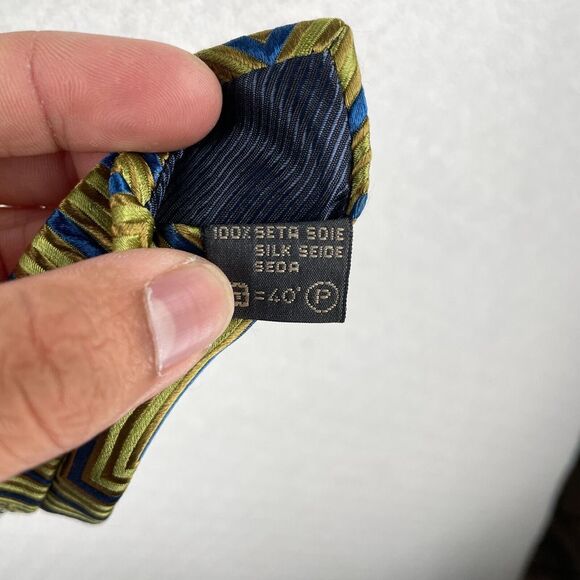 100% SETA SOIE
SILK SEIDE
SEDA
=40° P